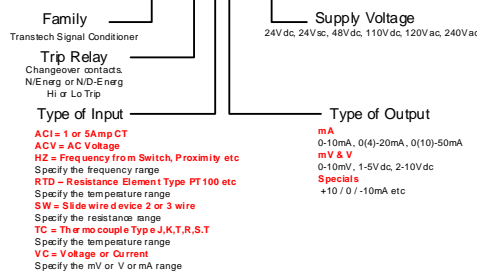 Family
Transtech Signal Conditioner
Trip Relay
Changeover contacts.
N/Energ or N/D-Energ
Hi or Lo Trip
Type of Input
ACI = 1 or 5Amp CT
ACV = AC Voltage
HZ = Frequency from Switch, Proximity etc
Specify the frequency range
RTD – Resistance Element Type PT100 etc
Specify the temperature range
SW = Slide wire device 2 or 3 wire
Specify the resistance range
TC = Thermocouple Type J,K,T,R,S.T
Specify the temperature range
VC = Voltage or Current
Specify the mV or V or mA range
Supply Voltage
24Vdc, 24Vsc, 48Vdc, 110Vdc, 120Vac, 240Vac
Type of Output
mA
0-10mA, 0(4)-20mA, 0(10)-50mA
mV & V
0-10mV, 1-5Vdc, 2-10Vdc
Specials
+10 / 0 / -10mA etc